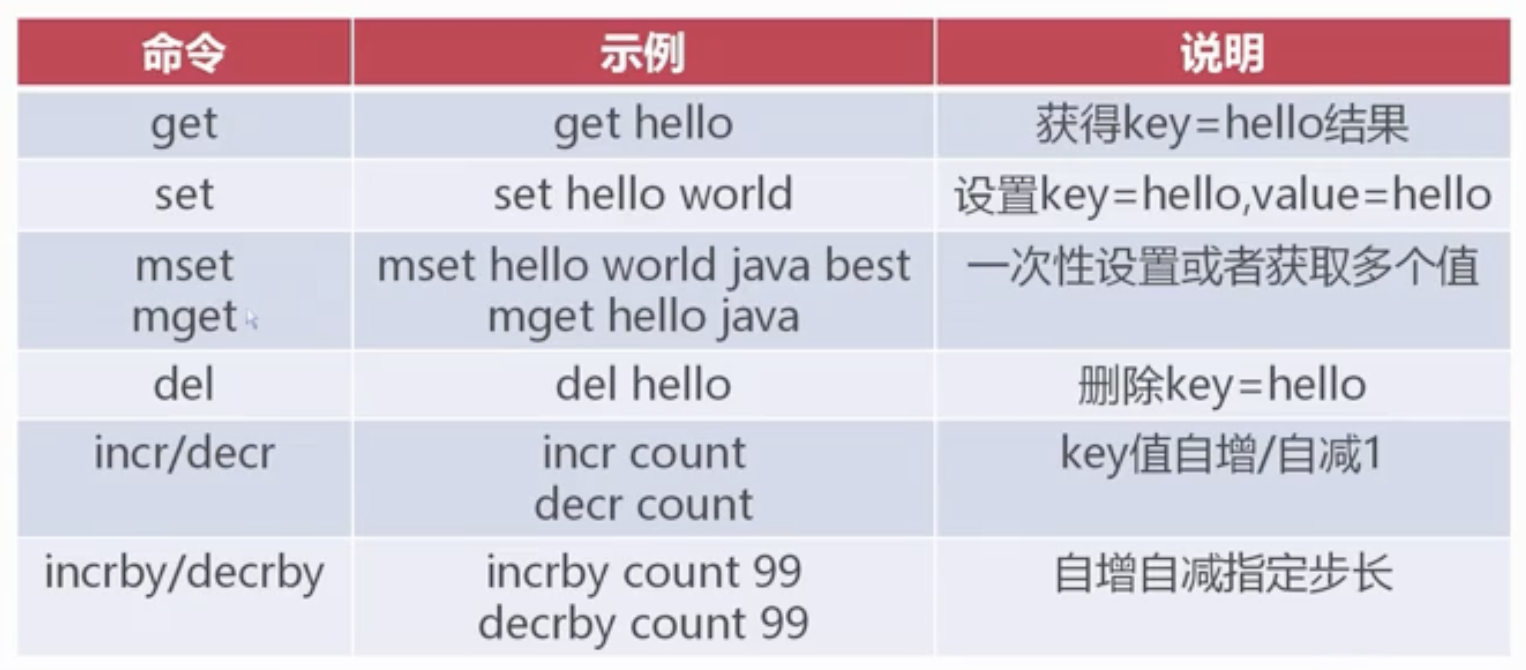 命令 示例 说明
get get hello 获得key=hello结果
set set hello world 设置key=hello,value=hello
mset mset hello world java best 一次性设置或者获取多个值
mget mget hello java
del del hello 删除key=hello
incr/decr incr count key值自增/自减1
decr count
incrby/decrby incrby count 99 自增自减指定步长
decrby count 99